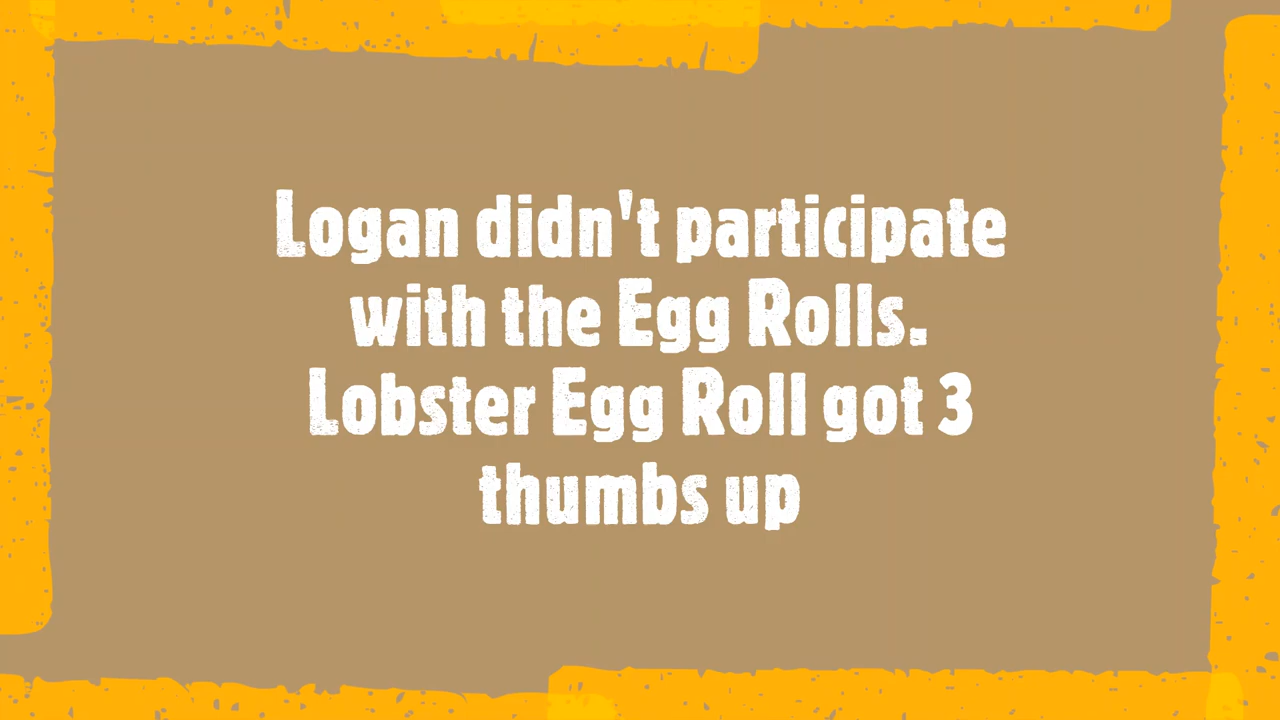 Logan didn't participate
with the Egg Rolls.
Lobster Egg Roll got 3
thumbs up